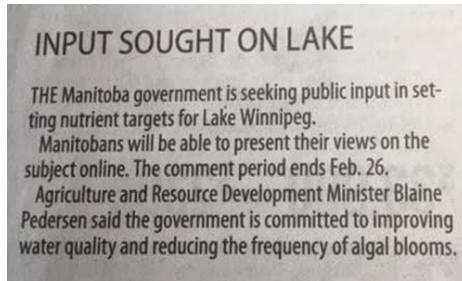 INPUT SOUGHT ON LAKE
THE Manitoba government is seeking public input in set-
ting nutrient targets for Lake Winnipeg.
Manitobans will be able to present their views on the
subject online. The comment period ends Feb. 26.
Agriculture and Resource Development Minister Blaine
Pedersen said the government is committed to improving
water quality and reducing the frequency of algal blooms.